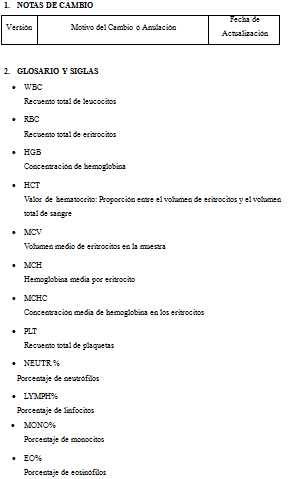 1. NOTAS DE CAMBIO
Versión Motivo del Cambio ó Anulación Fecha de
Actualización
2. GLOSARIO Y SIGLAS
• WBC
Recuento total de leucocitos
• RBC
Recuento total de eritrocitos
• HGB
Concentración de hemoglobina
• HCT
Valor de hematocrito: Proporción entre el volumen de eritrocitos y el volumen
total de sangre
• MCV
Volumen medio de eritrocitos en la muestra
• MCH
Hemoglobina media por eritrocito
• MCHC
Concentración media de hemoglobina en los eritrocitos
• PLT
Recuento total de plaquetas
• NEUTR.%
Porcentaje de neutrófilos
• LYMPH%
Porcentaje de linfocitos
• MONO%
Porcentaje de monocitos
• EO%
Porcentaje de eosinófilos